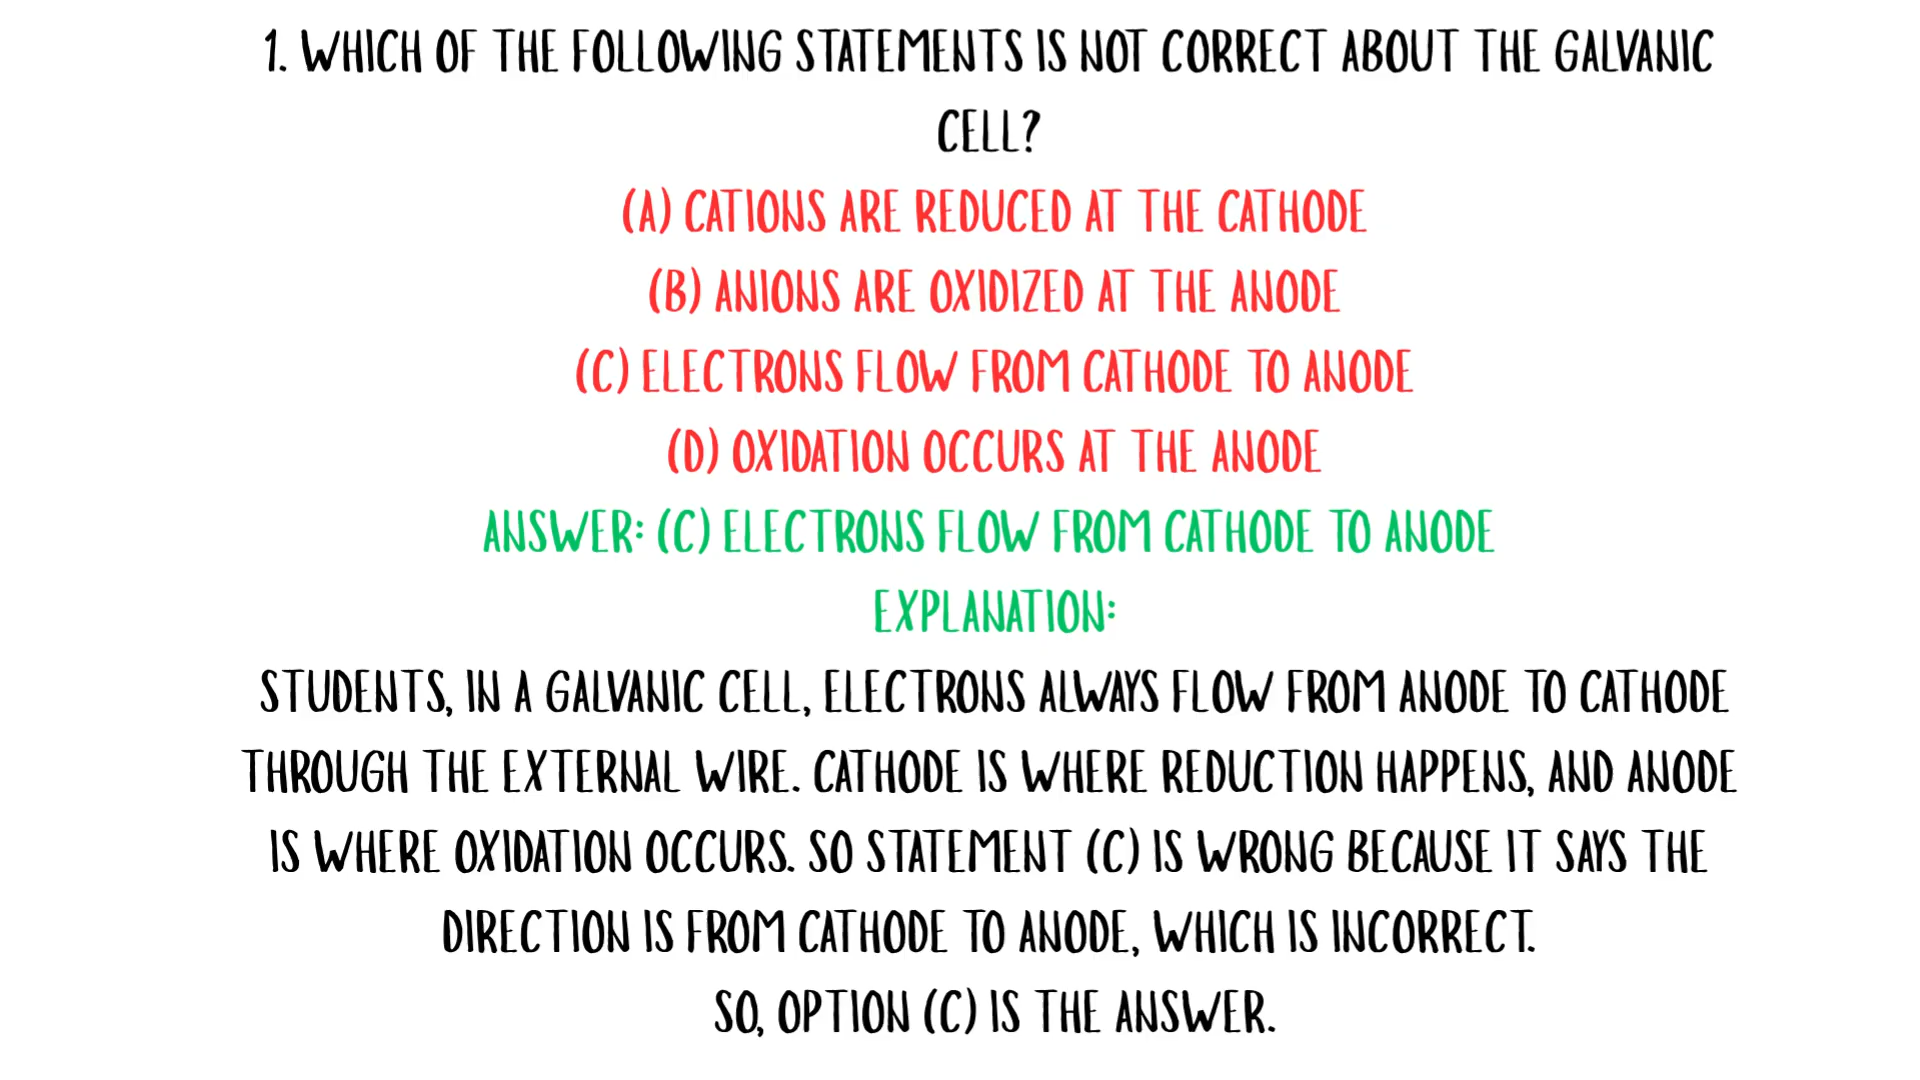 1. WHICH OF THE FOLLOWING STATEMENTS IS NOT CORRECT ABOUT THE GALVANIC
CELL?
(A) CATIONS ARE REDUCED AT THE CATHODE
(B) ANIONS ARE OXIDIZED AT THE ANODE
(C) ELECTRONS FLOW FROM CATHODE TO ANODE
(D) OXIDATION OCCURS AT THE ANODE
ANSWER: (C) ELECTRONS FLOW FROM CATHODE TO ANODE
EXPLANATION:
STUDENTS, IN A GALVANIC CELL, ELECTRONS ALWAYS FLOW FROM ANODE TO CATHODE
THROUGH THE EXTERNAL WIRE. CATHODE IS WHERE REDUCTION HAPPENS, AND ANODE
IS WHERE OXIDATION OCCURS. SO STATEMENT (C) IS WRONG BECAUSE IT SAYS THE
DIRECTION IS FROM CATHODE TO ANODE, WHICH IS INCORRECT.
SO, OPTION (C) IS THE ANSWER.